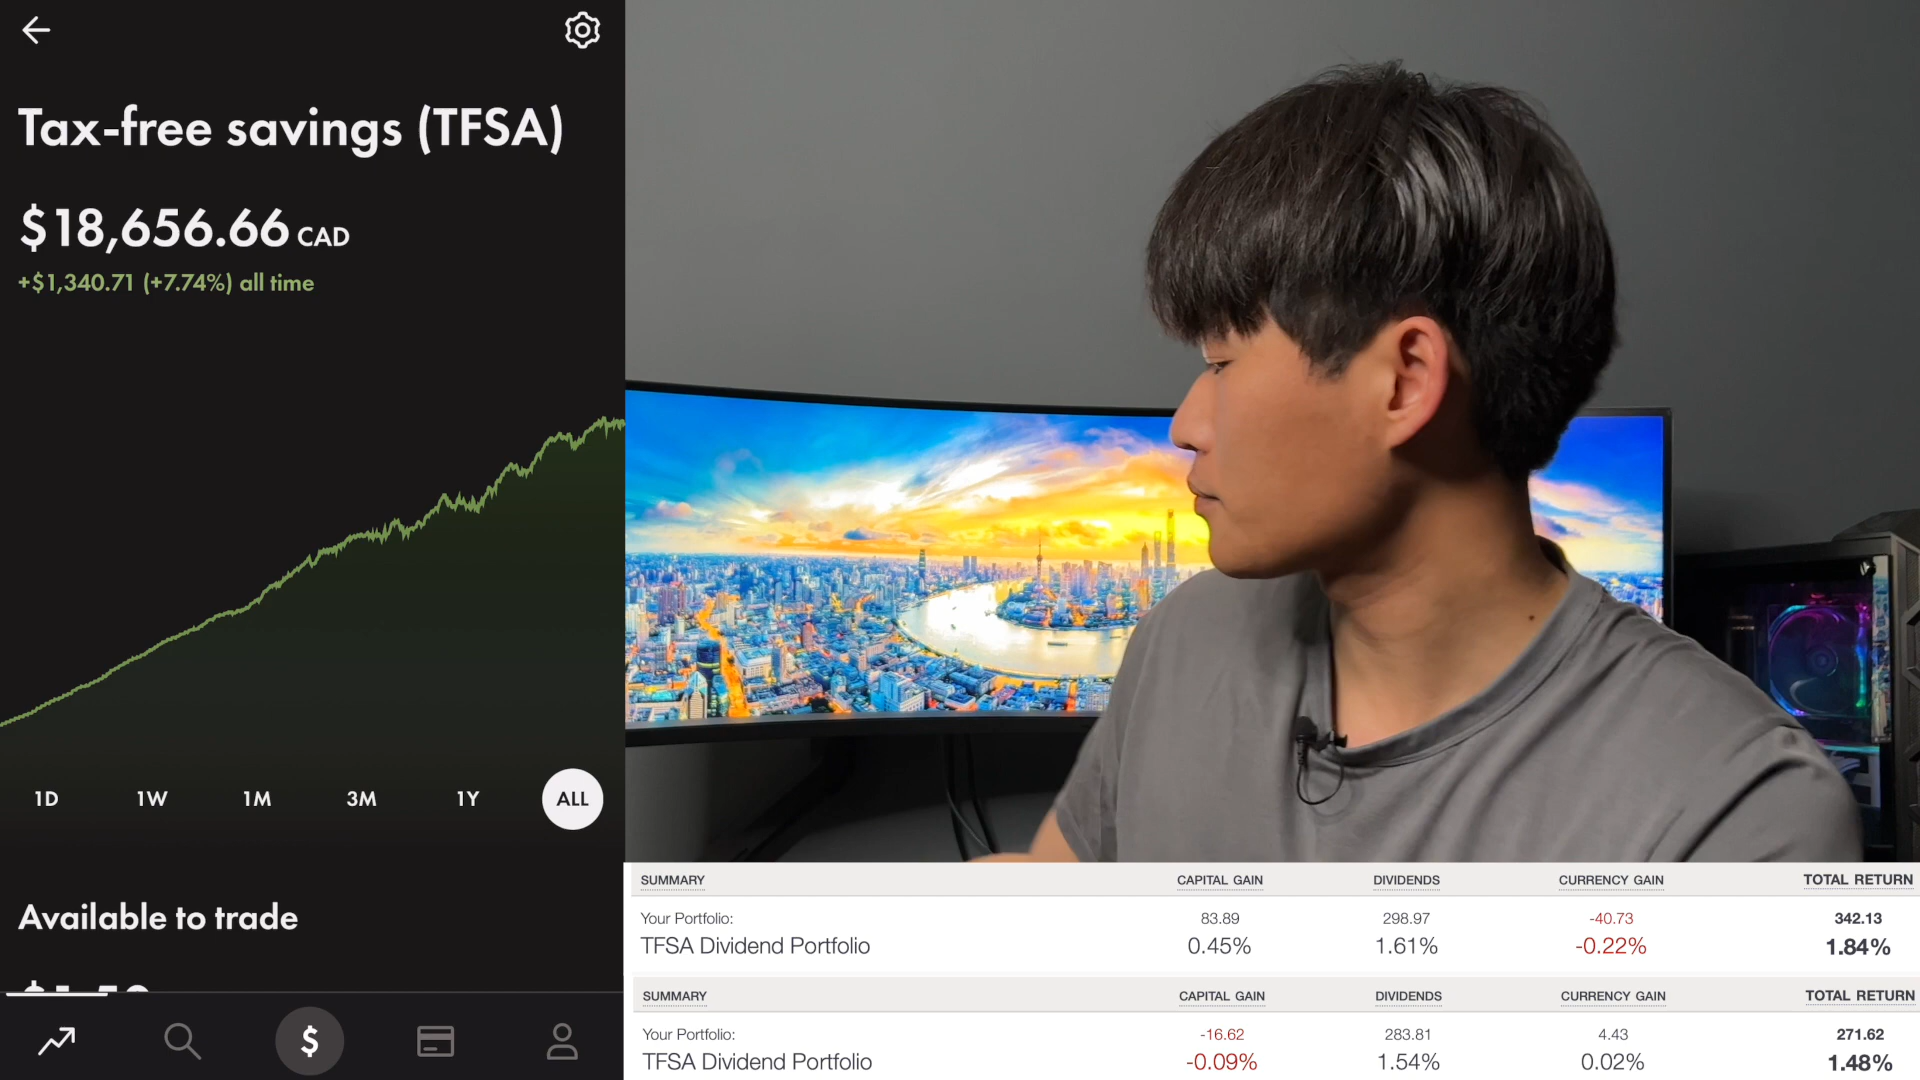 Tax-free savings (TFSA)
$18,656.66 CAD
+$1,340.71 (+7.74%) all time
1D 1W 1M 3M 1Y ALL
Available to trade
$
SUMMARY CAPITAL GAIN DIVIDENDS CURRENCY GAIN TOTAL RETURN
Your Portfolio: 83.89 298.97 -40.73 342.13
TFSA Dividend Portfolio 0.45% 1.61% -0.22% 1.84%
SUMMARY CAPITAL GAIN DIVIDENDS CURRENCY GAIN TOTAL RETURN
Your Portfolio: -16.62 283.81 4.43 271.62
TFSA Dividend Portfolio -0.09% 1.54% 0.02% 1.48%